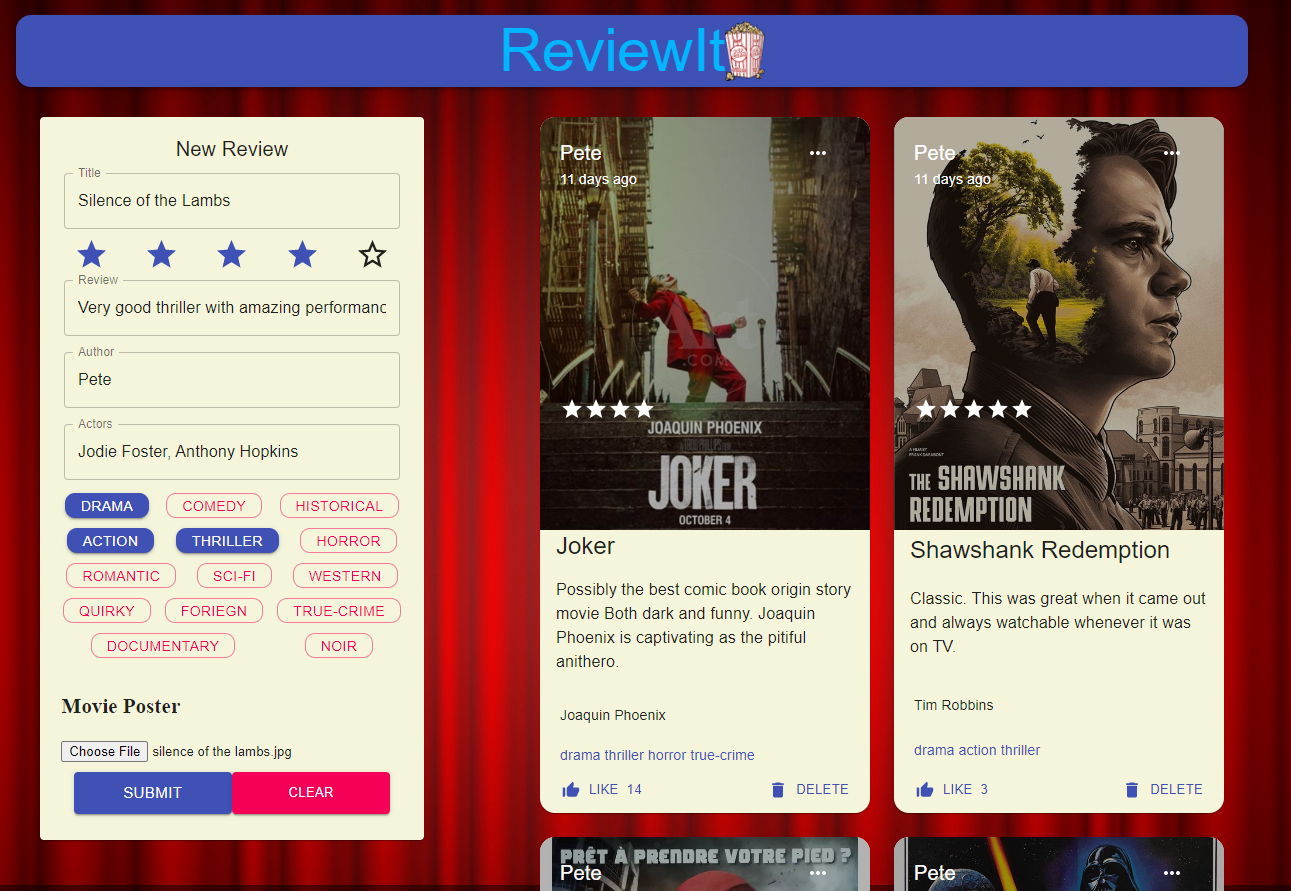 ReviewIt
New Review
Title
Silence of the Lambs
Review
Very good thriller with amazing performanc
Author
Pete
Actors
Jodie Foster, Anthony Hopkins
DRAMA COMEDY HISTORICAL
ACTION THRILLER HORROR
ROMANTIC SCI-FI WESTERN
QUIRKY FORIEGN TRUE-CRIME
DOCUMENTARY NOIR
Movie Poster
Choose File silence of the lambs.jpg
SUBMIT CLEAR
Pete
11 days ago
JOAQUIN PHOENIX
JOKER
OCTOBER 4
Joker
Possibly the best comic book origin story
movie Both dark and funny. Joaquin
Phoenix is captivating as the pitiful
anithero.
Joaquin Phoenix
drama thriller horror true-crime
LIKE 14 DELETE
Pete
11 days ago
A FILM BY
FRANK DARABONT
THE SHAWSHANK
REDEMPTION
Shawshank Redemption
Classic. This was great when it came out
and always watchable whenever it was
on TV.
Tim Robbins
drama action thriller
LIKE 3 DELETE
PRÊT À PRENDRE VOTRE PIED ?
Pete
Pete